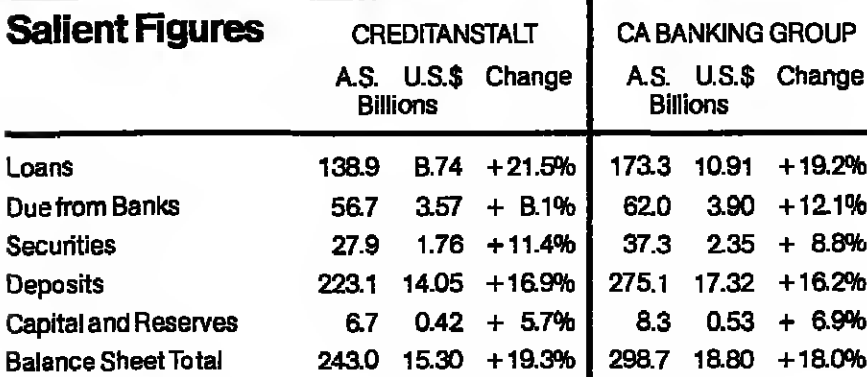 Salient Figures CREDITANSTALT CA BANKING GROUP
A.S. U.S.$ Change A.S. U.S.$ Change
Billions Billions
Loans 138.9 8.74 +21.5% 173.3 10.91 +19.2%
Due from Banks 56.7 3.57 + 8.1% 62.0 3.90 +12.1%
Securities 27.9 1.76 +11.4% 37.3 2.35 + 8.8%
Deposits 223.1 14.05 +16.9% 275.1 17.32 +16.2%
Capital and Reserves 6.7 0.42 + 5.7% 8.3 0.53 + 6.9%
Balance Sheet Total 243.0 15.30 +19.3% 298.7 18.80 +18.0%